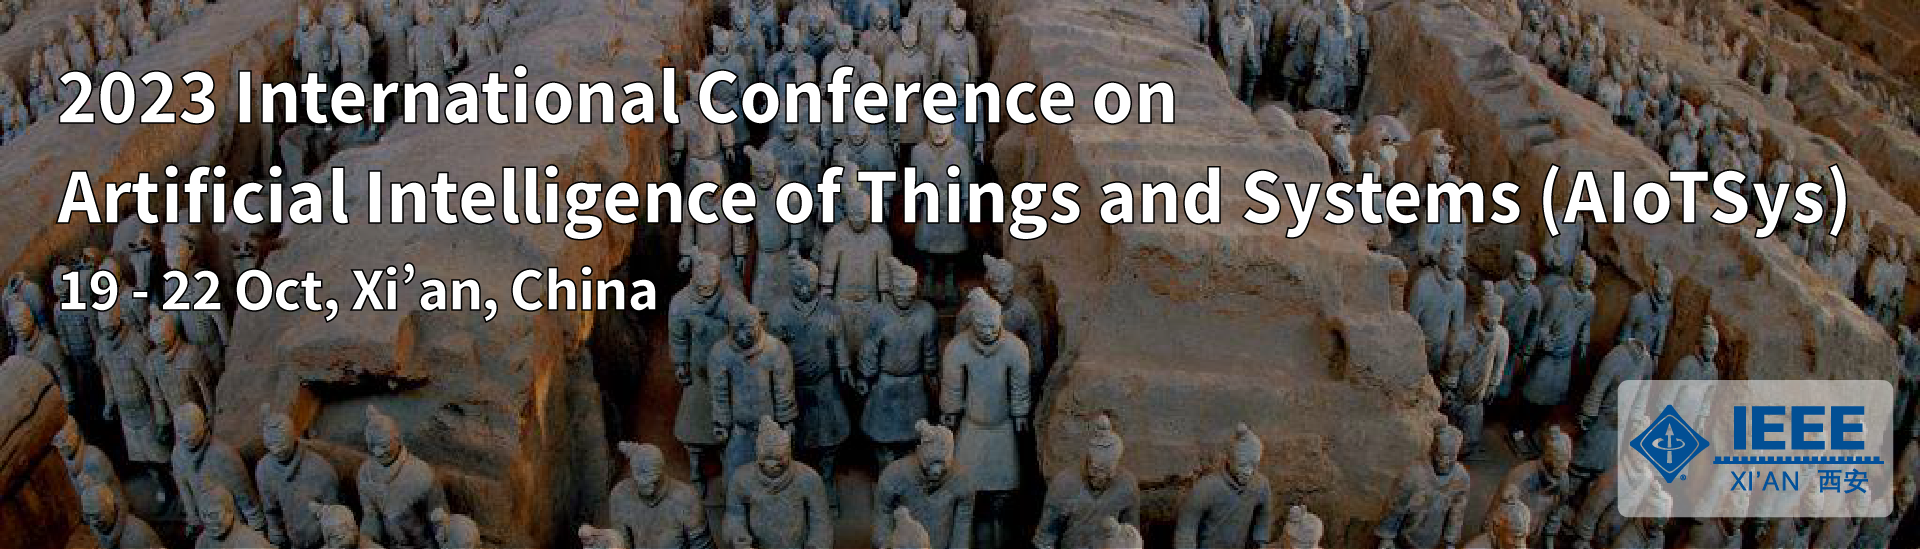 2023 International Conference on
Artificial Intelligence of Things and Systems (AIoTSys)
19 - 22 Oct, Xi’an, China
IEEE
XI’AN 西安